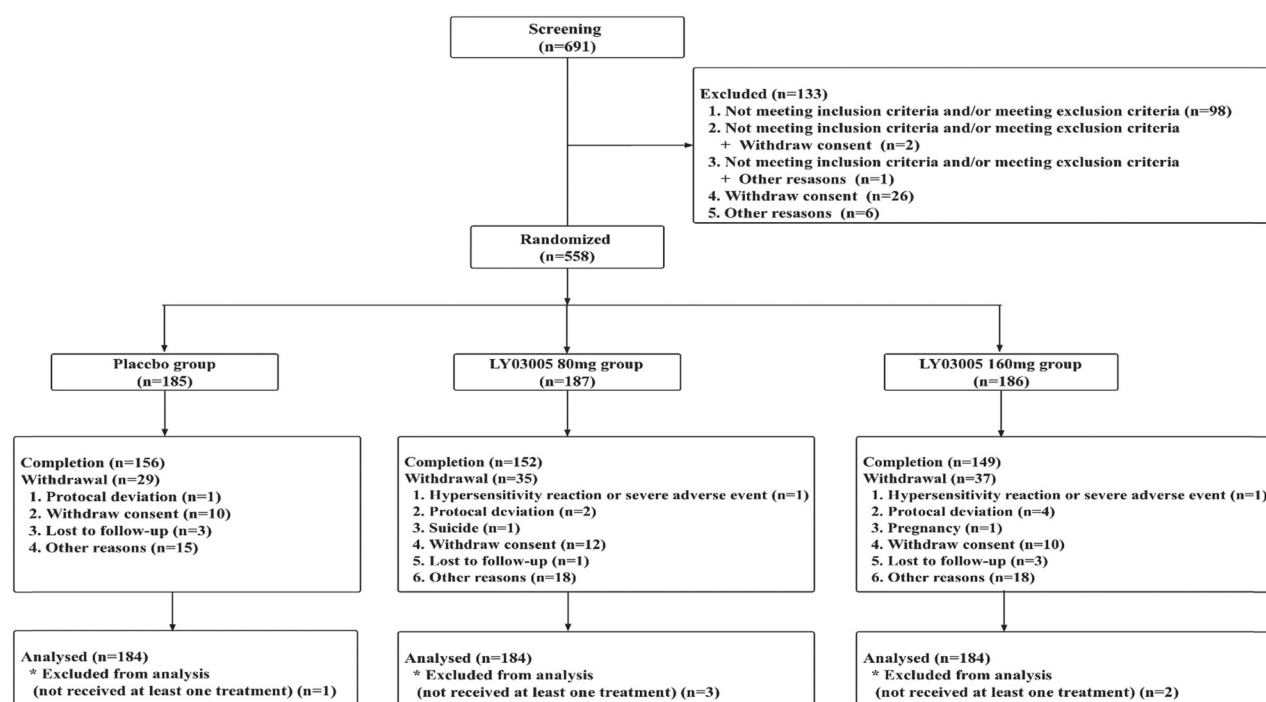 Screening
(n=691)
Excluded (n=133)
1. Not meeting inclusion criteria and/or meeting exclusion criteria (n=98)
2. Not meeting inclusion criteria and/or meeting exclusion criteria
+ Withdraw consent (n=2)
3. Not meeting inclusion criteria and/or meeting exclusion criteria
+ Other resasons (n=1)
4. Withdraw consent (n=26)
5. Other resasons (n=6)
Randomized
(n=558)
Placebo group
(n=185)
LY03005 80mg group
(n=187)
LY03005 160mg group
(n=186)
Completion (n=156)
Withdrawal (n=29)
1. Protocal deviation (n=1)
2. Withdraw consent (n=10)
3. Lost to follow-up (n=3)
4. Other reasons (n=15)
Completion (n=152)
Withdrawal (n=35)
1. Hypersensitivity reaction or severe adverse event (n=1)
2. Protocal deviation (n=2)
3. Suicide (n=1)
4. Withdraw consent (n=12)
5. Lost to follow-up (n=1)
6. Other reasons (n=18)
Completion (n=149)
Withdrawal (n=37)
1. Hypersensitivity reaction or severe adverse event (n=1)
2. Protocal deviation (n=4)
3. Pregnancy (n=1)
4. Withdraw consent (n=10)
5. Lost to follow-up (n=3)
6. Other reasons (n=18)
Analysed (n=184)
* Excluded from analysis
(not received at least one treatment) (n=1)
Analysed (n=184)
* Excluded from analysis
(not received at least one treatment) (n=3)
Analysed (n=184)
* Excluded from analysis
(not received at least one treatment) (n=2)